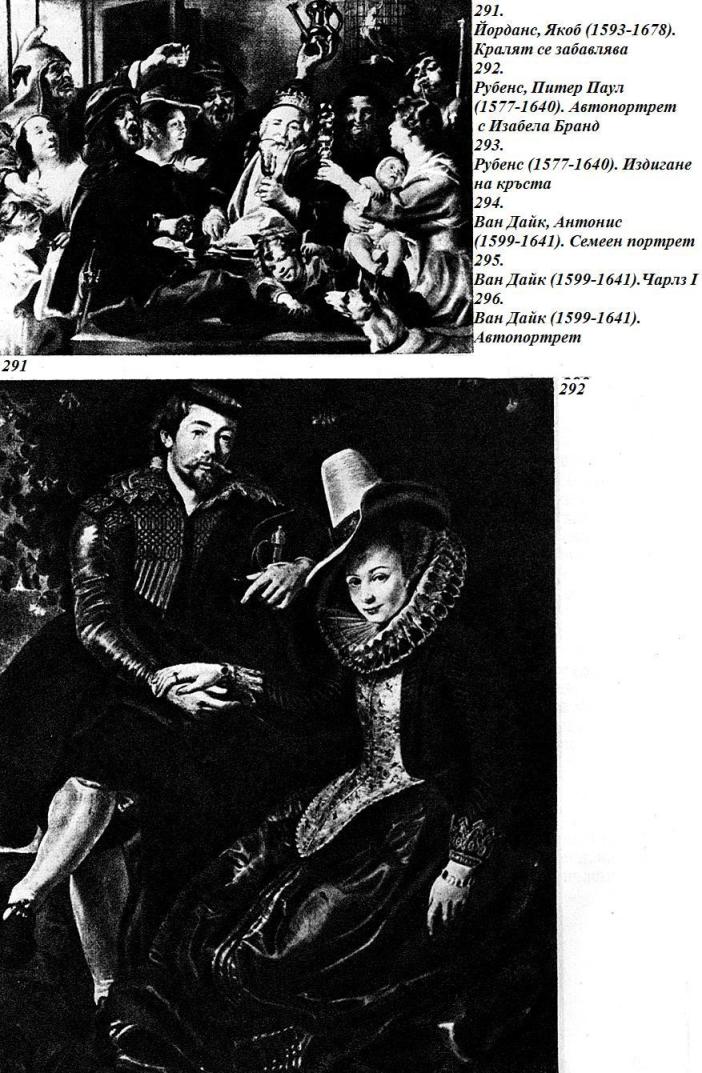 291.
Йорданс, Якоб (1593-1678).
Кралят се забавлява
292.
Рубенс, Питер Паул
(1577-1640). Автопортрет
с Изабела Бранд
293.
Рубенс (1577-1640). Издигане
на кръста
294.
Ван Дайк, Антонис
(1599-1641). Семеен портрет
295.
Ван Дайк (1599-1641).Чарлз I
296.
Ван Дайк (1599-1641).
Автопортрет
291
292